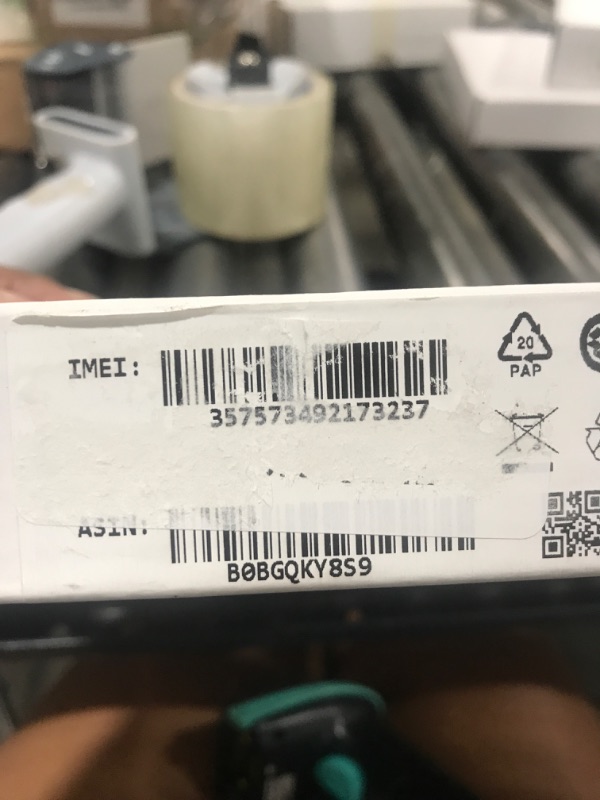 IMEI:
357573492173237
20
PAP
ASIN:
B0BGQKY8S9